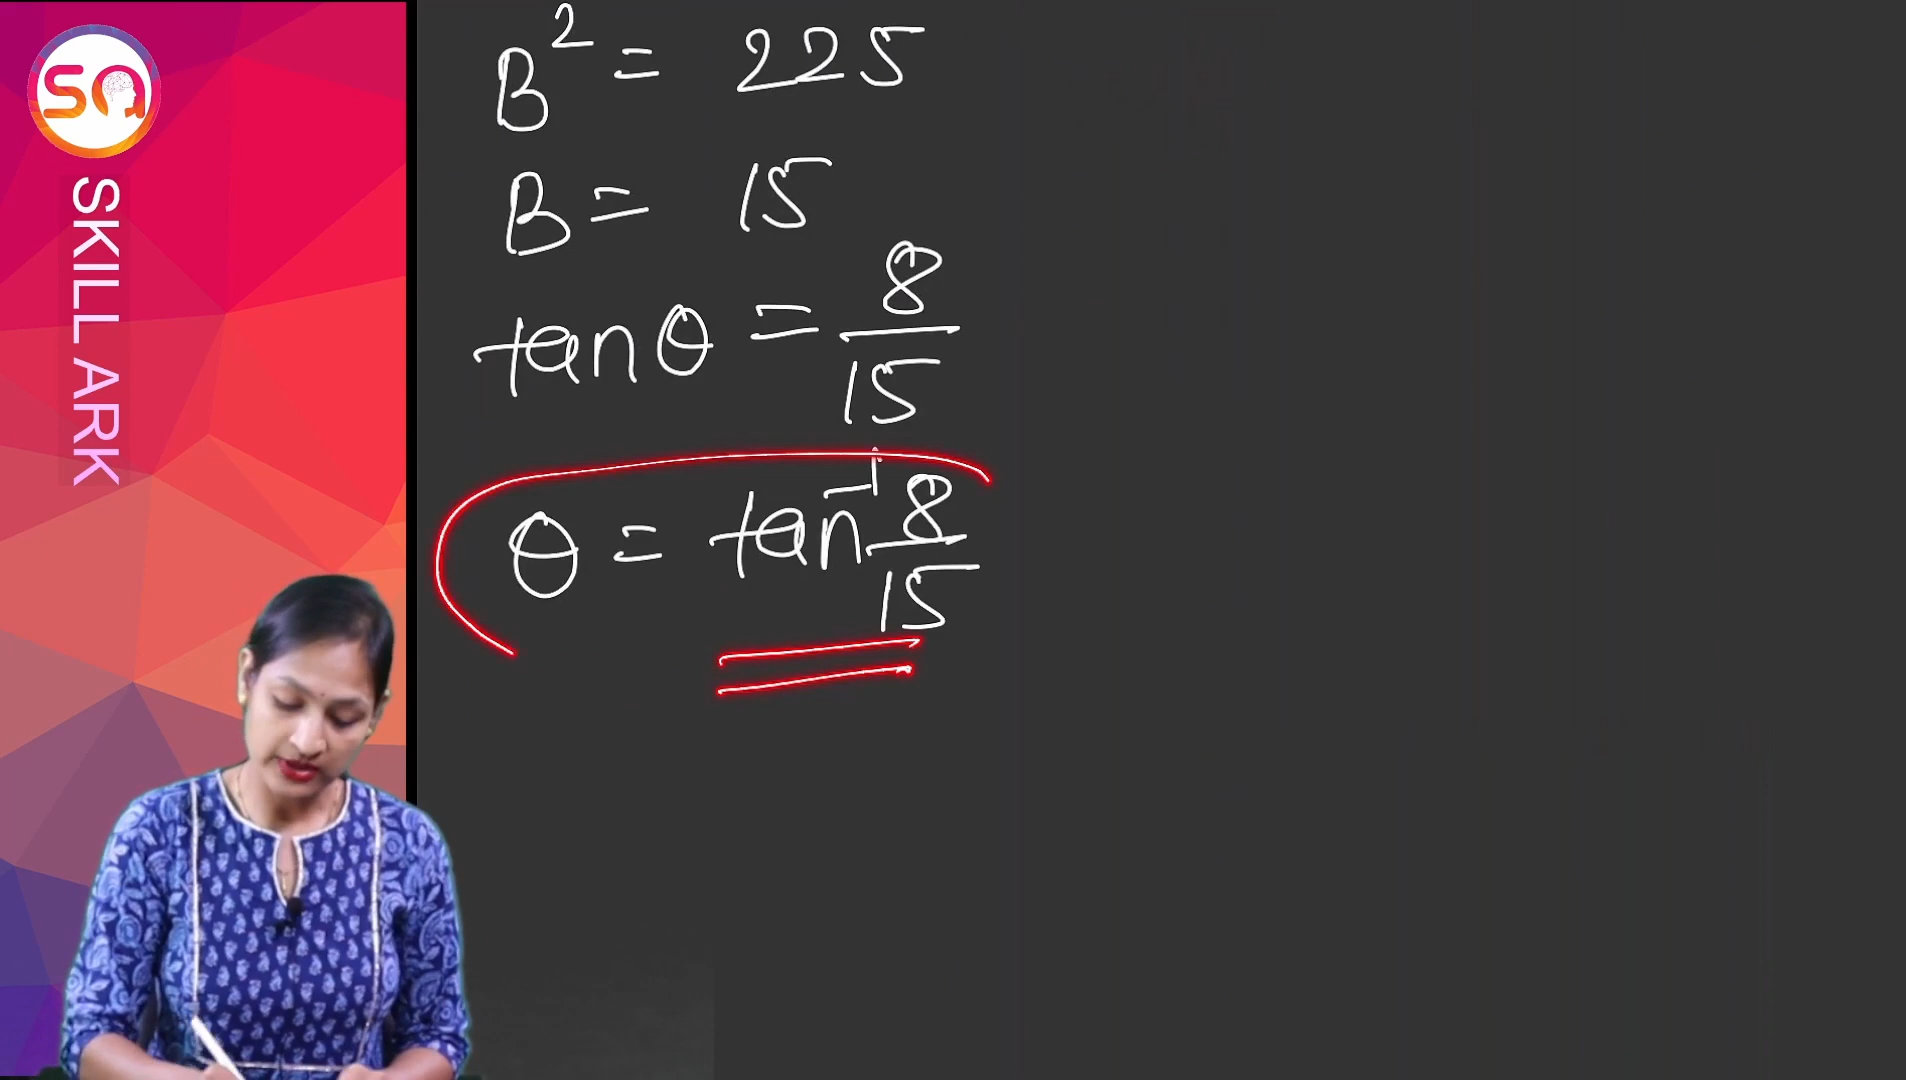 SA
SKILL ARK
B² = 225
B = 15
tanθ = 8/15
θ = tan⁻¹ 8/15